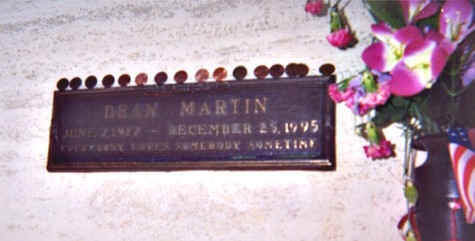 DEAN MARTIN
JUNE 7, 1917 — DECEMBER 25, 1995
EVERYBODY LOVES SOMEBODY SOMETIME